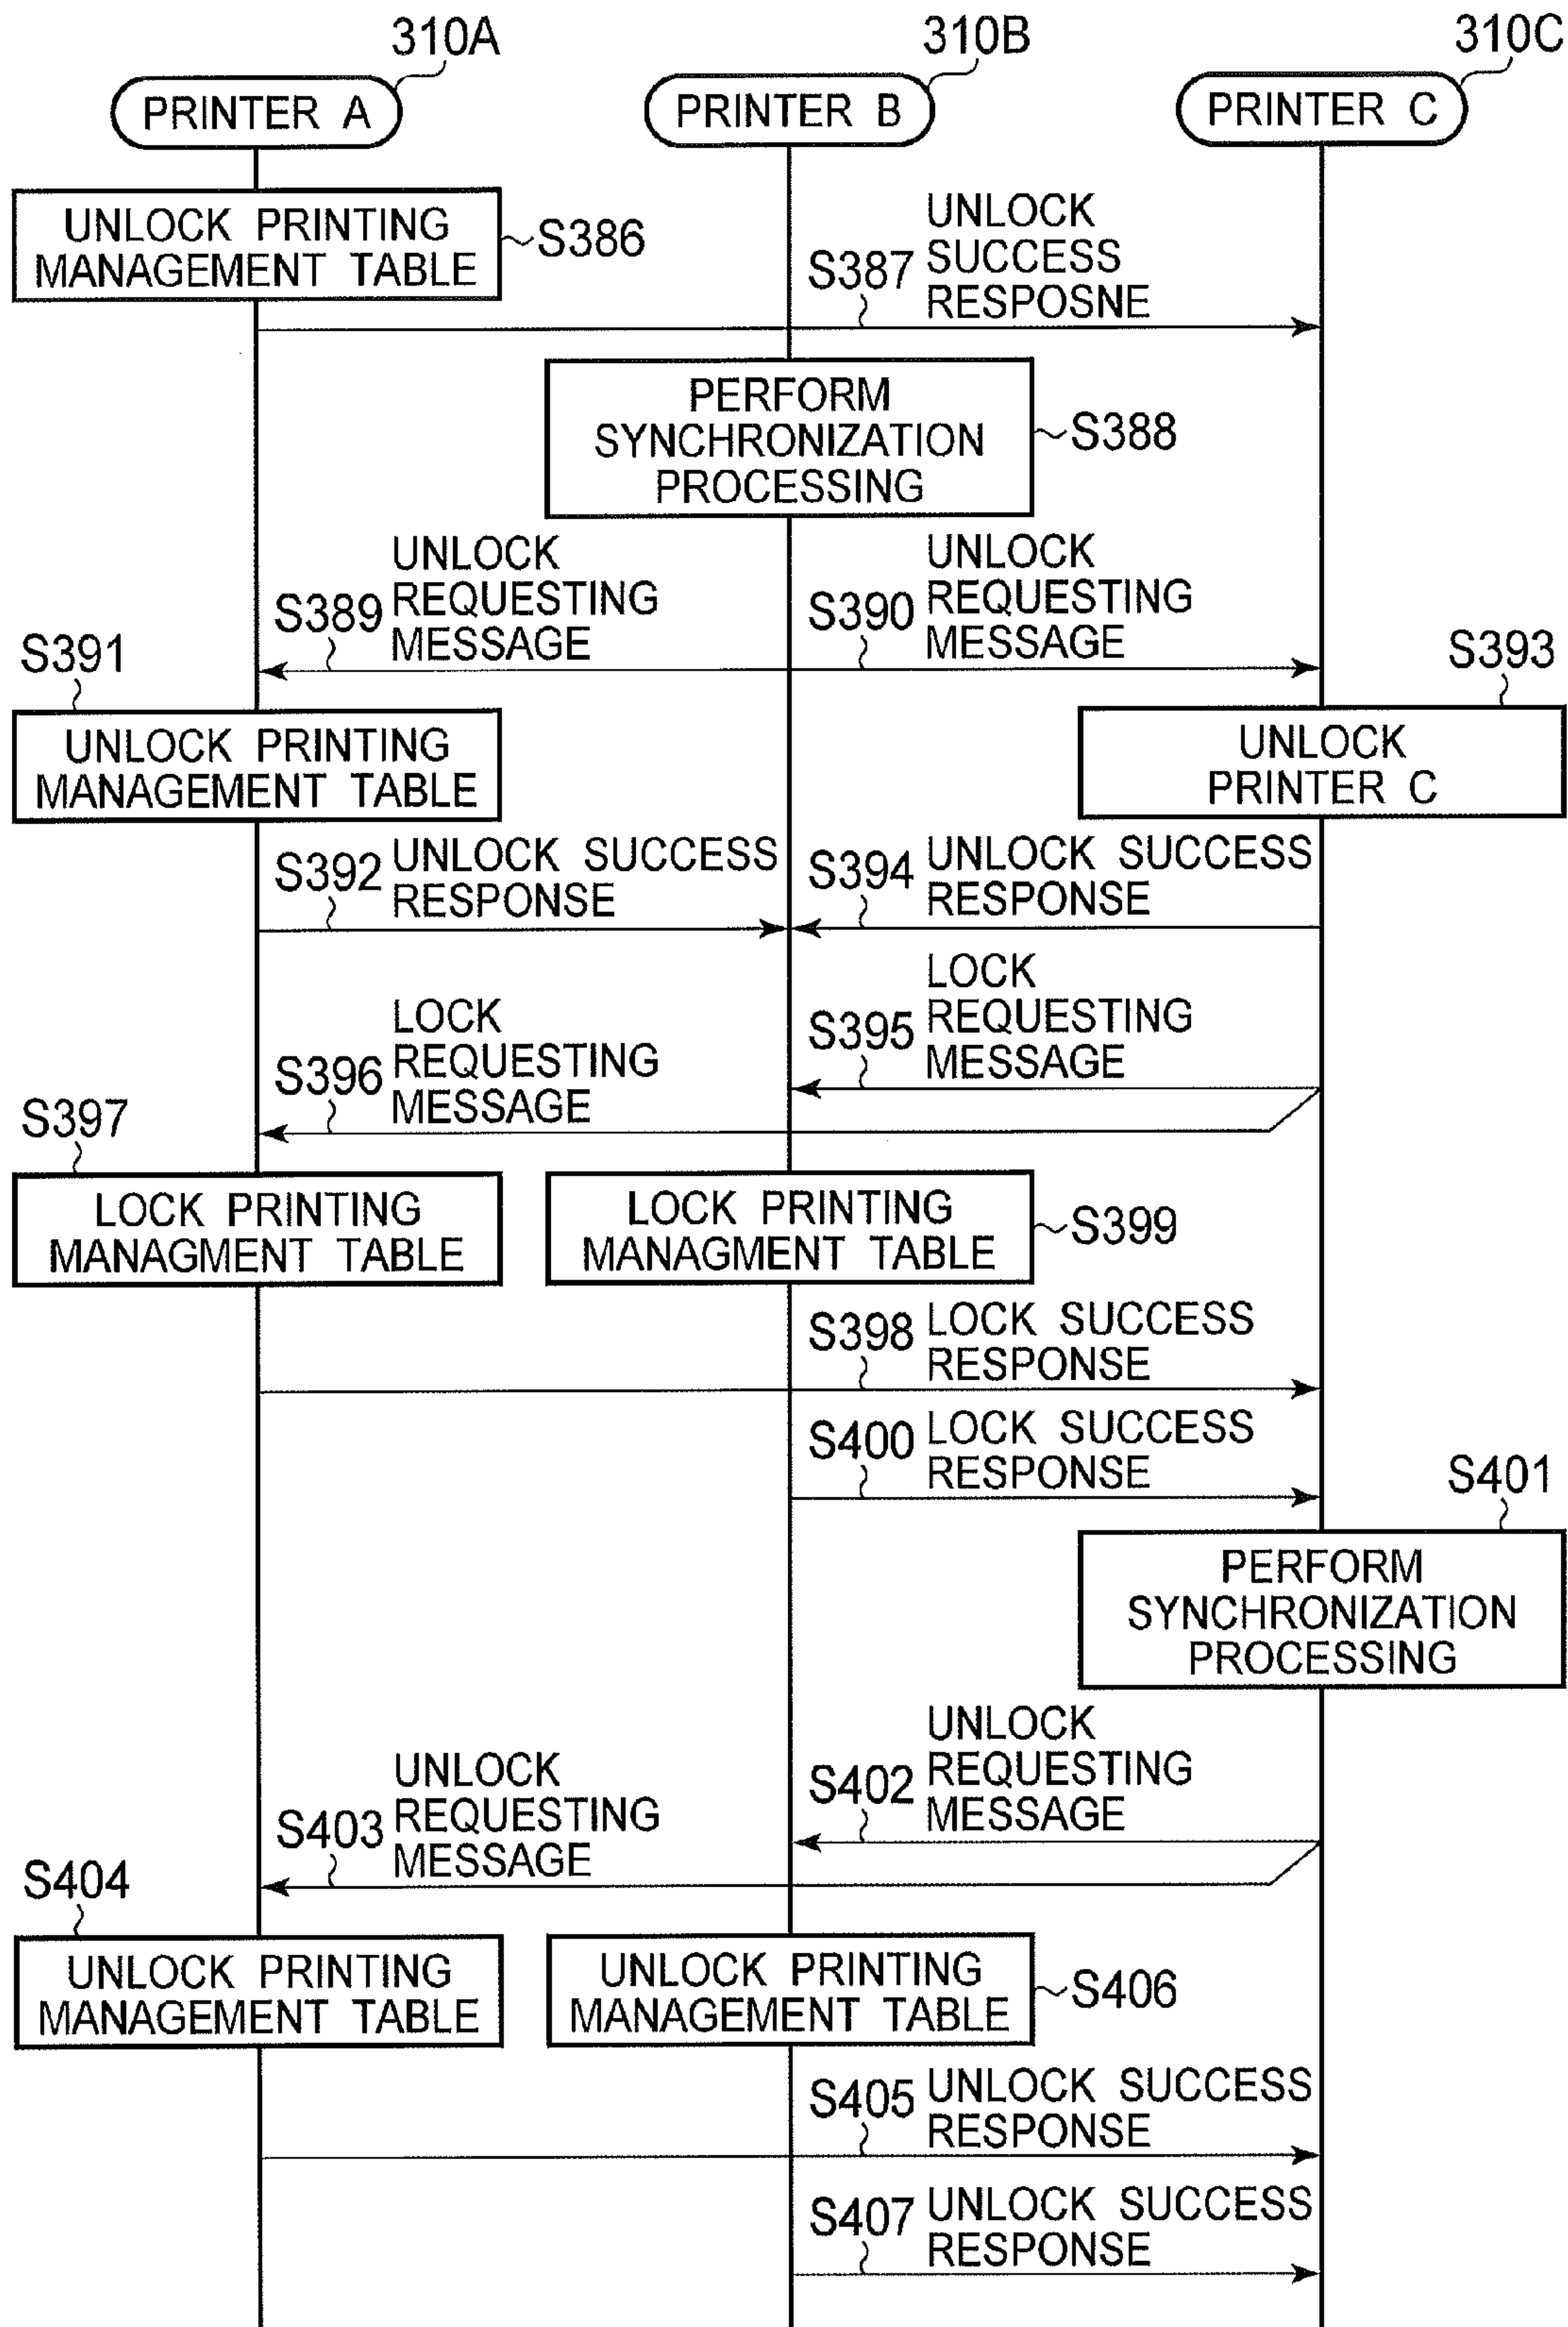 310A
310B
310C
PRINTER A
PRINTER B
PRINTER C
UNLOCK PRINTING
MANAGEMENT TABLE
S386
S387
UNLOCK
SUCCESS
RESPOSNE
PERFORM
SYNCHRONIZATION
PROCESSING
S388
S389
UNLOCK
REQUESTING
MESSAGE
S390
UNLOCK
REQUESTING
MESSAGE
S391
UNLOCK PRINTING
MANAGEMENT TABLE
S393
UNLOCK
PRINTER C
S392
UNLOCK SUCCESS
RESPONSE
S394
UNLOCK SUCCESS
RESPONSE
S395
LOCK
REQUESTING
MESSAGE
S396
LOCK
REQUESTING
MESSAGE
S397
LOCK PRINTING
MANAGMENT TABLE
LOCK PRINTING
MANAGMENT TABLE
S399
S398
LOCK SUCCESS
RESPONSE
S400
LOCK SUCCESS
RESPONSE
S401
PERFORM
SYNCHRONIZATION
PROCESSING
S402
UNLOCK
REQUESTING
MESSAGE
S403
UNLOCK
REQUESTING
MESSAGE
S404
UNLOCK PRINTING
MANAGEMENT TABLE
UNLOCK PRINTING
MANAGEMENT TABLE
S406
S405
UNLOCK SUCCESS
RESPONSE
S407
UNLOCK SUCCESS
RESPONSE